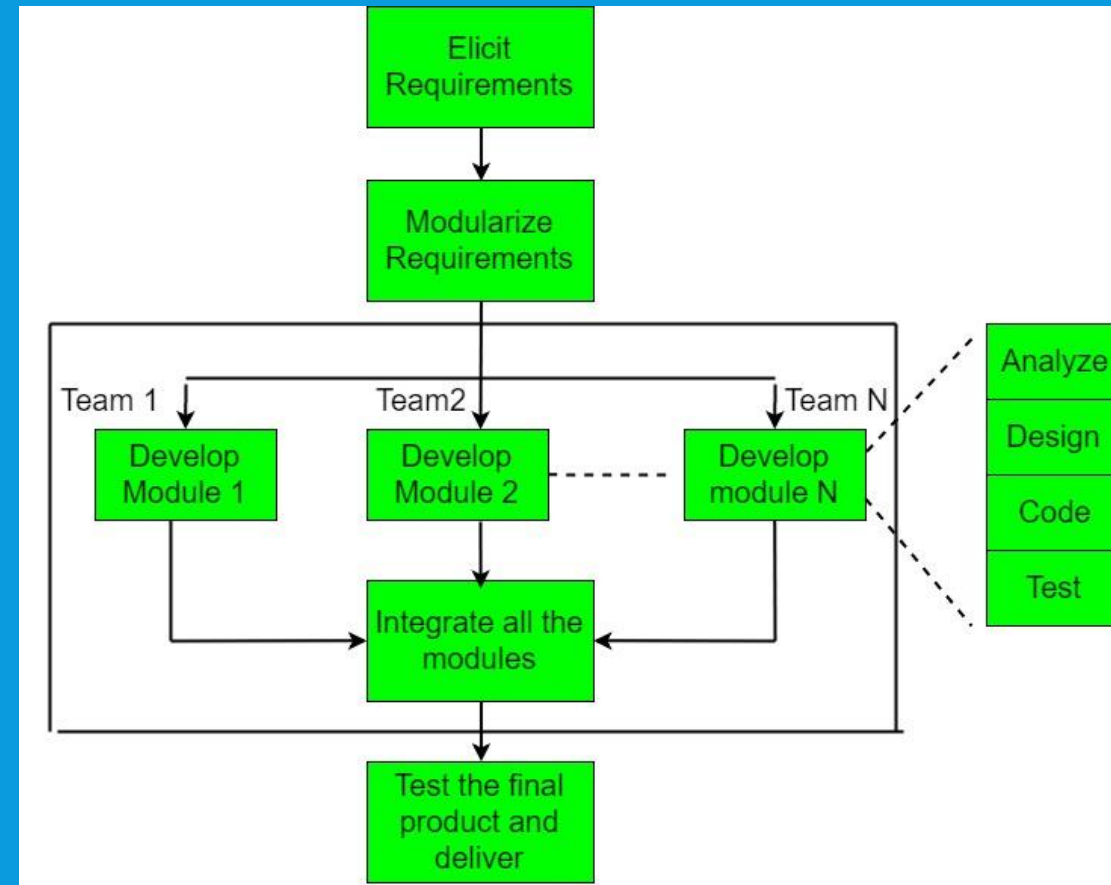 Elicit
Requirements
Modularize
Requirements
Team 1
Team2
Team N
Develop
Module 1
Develop
Module 2
Develop
module N
Analyze
Design
Code
Test
Integrate all the
modules
Test the final
product and
deliver